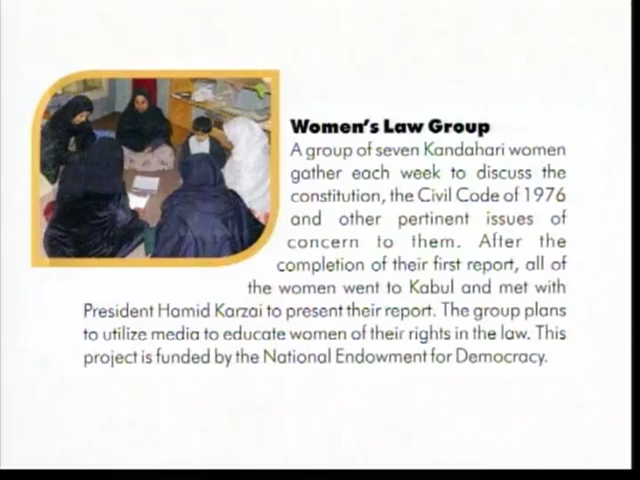 Women's Law Group
A group of seven Kandahari women
gather each week to discuss the
constitution, the Civil Code of 1976
and other pertinent issues of
concern to them. After the
completion of their first report, all of
the women went to Kabul and met with
President Hamid Karzai to present their report. The group plans
to utilize media to educate women of their rights in the law. This
project is funded by the National Endowment for Democracy.